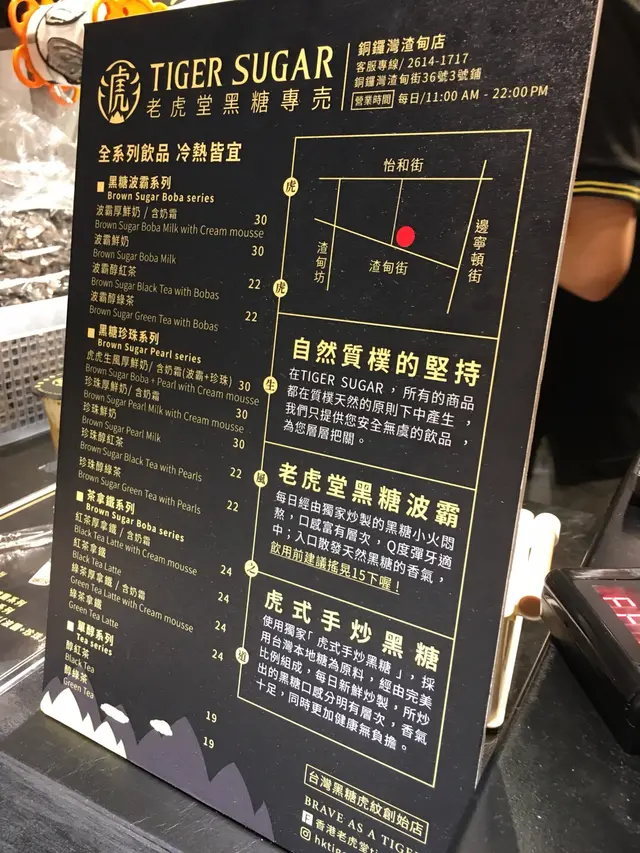 虎
TIGER SUGAR
老虎堂黑糖專売
銅鑼灣渣甸店
客服專線/ 2614-1717
銅鑼灣渣甸街36號3號鋪
營業時間 每日/11:00 AM - 22:00 PM
全系列飲品 冷熱皆宜
黑糖波霸系列
Brown Sugar Boba series
波霸厚鮮奶/ 含奶霜 30
Brown Sugar Boba Milk with Cream mousse
波霸鮮奶 30
Brown Sugar Boba Milk
波霸醇紅茶 22
Brown Sugar Black Tea with Bobas
波霸醇綠茶 22
Brown Sugar Green Tea with Bobas
黑糖珍珠系列
Brown Sugar Pearl series
虎虎生風厚鮮奶/ 含奶霜(波霸+珍珠) 30
Brown Sugar Boba + Pearl with Cream mousse
珍珠厚鮮奶/ 含奶霜 30
Brown Sugar Pearl Milk with Cream mousse
珍珠鮮奶 30
Brown Sugar Pearl Milk
珍珠醇紅茶 22
Brown Sugar Black Tea with Pearls
珍珠醇綠茶 22
Brown Sugar Green Tea with Pearls
茶拿鐵系列
Brown Sugar Boba series
紅茶厚拿鐵 / 含奶霜 24
Black Tea Latte with Cream mousse
紅茶拿鐵 24
Black Tea Latte
綠茶厚拿鐵 / 含奶霜 24
Green Tea Latte with Cream mousse
綠茶拿鐵 24
Green Tea Latte
單醇系列
Tea series
醇紅茶 19
Black Tea
醇綠茶 19
Green Tea
虎
虎
生
風
之
道
怡和街
邊寧頓街
渣甸坊
渣甸街
自然質樸的堅持
在TIGER SUGAR，所有的商品
都在質樸天然的原則下中產生，
我們只提供您安全無虞的飲品，
為您層層把關。
老虎堂黑糖波霸
每日經由獨家炒製的黑糖小火悶
熬，口感富有層次，Q度彈牙適
中；入口散發天然黑糖的香氣，
飲用前建議搖晃15下喔！
虎式手炒黑糖
使用獨家「虎式手炒黑糖」，採
用台灣本地糖為原料，經由完美
比例組成，每日新鮮炒製，所炒
出的黑糖口感分明有層次，香氣
十足，同時更加健康無負擔。
台灣黑糖虎紋創始店
BRAVE AS A TIGER
香港老虎堂